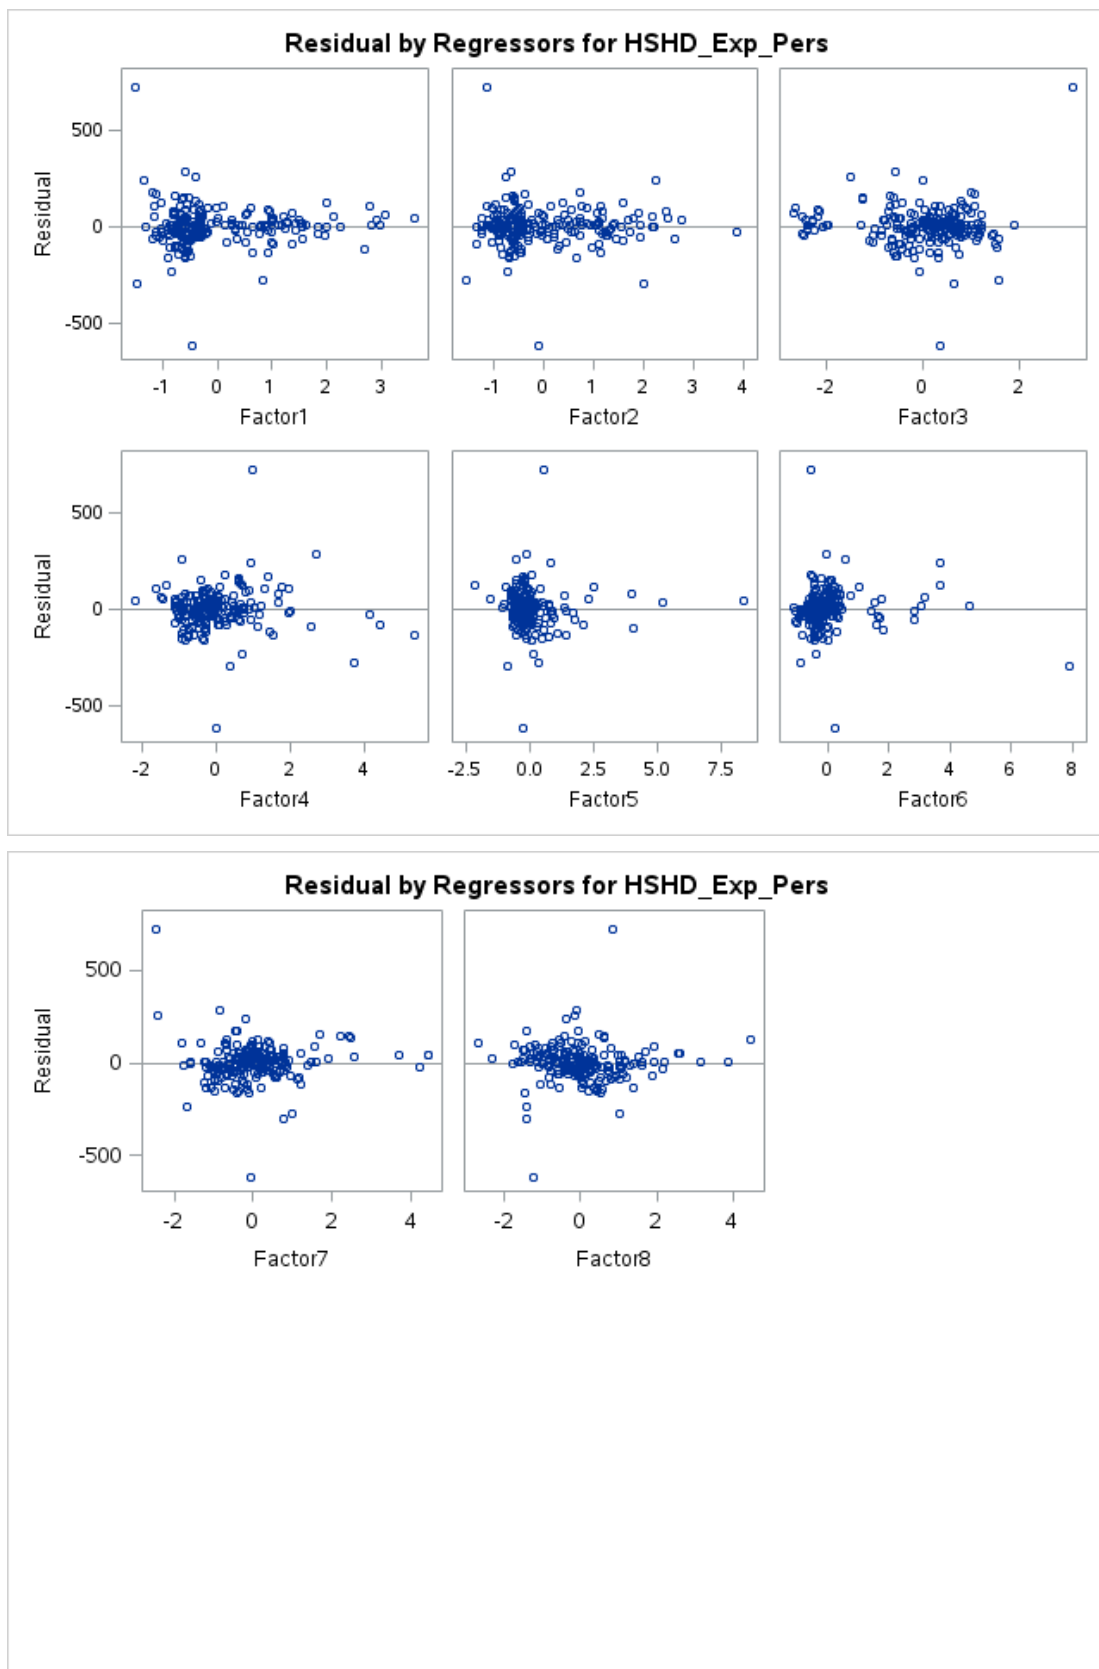 Residual by Regressors for HSHD_Exp_Pers
500
0
-500
Residual
-1 0 1 2 3
-1 0 1 2 3 4
-2 0 2
Factor1 Factor2 Factor3
500
0
-500
Residual
-2 0 2 4
-2.5 0.0 2.5 5.0 7.5
0 2 4 6 8
Factor4 Factor5 Factor6
Residual by Regressors for HSHD_Exp_Pers
500
0
-500
Residual
-2 0 2 4
-2 0 2 4
Factor7 Factor8